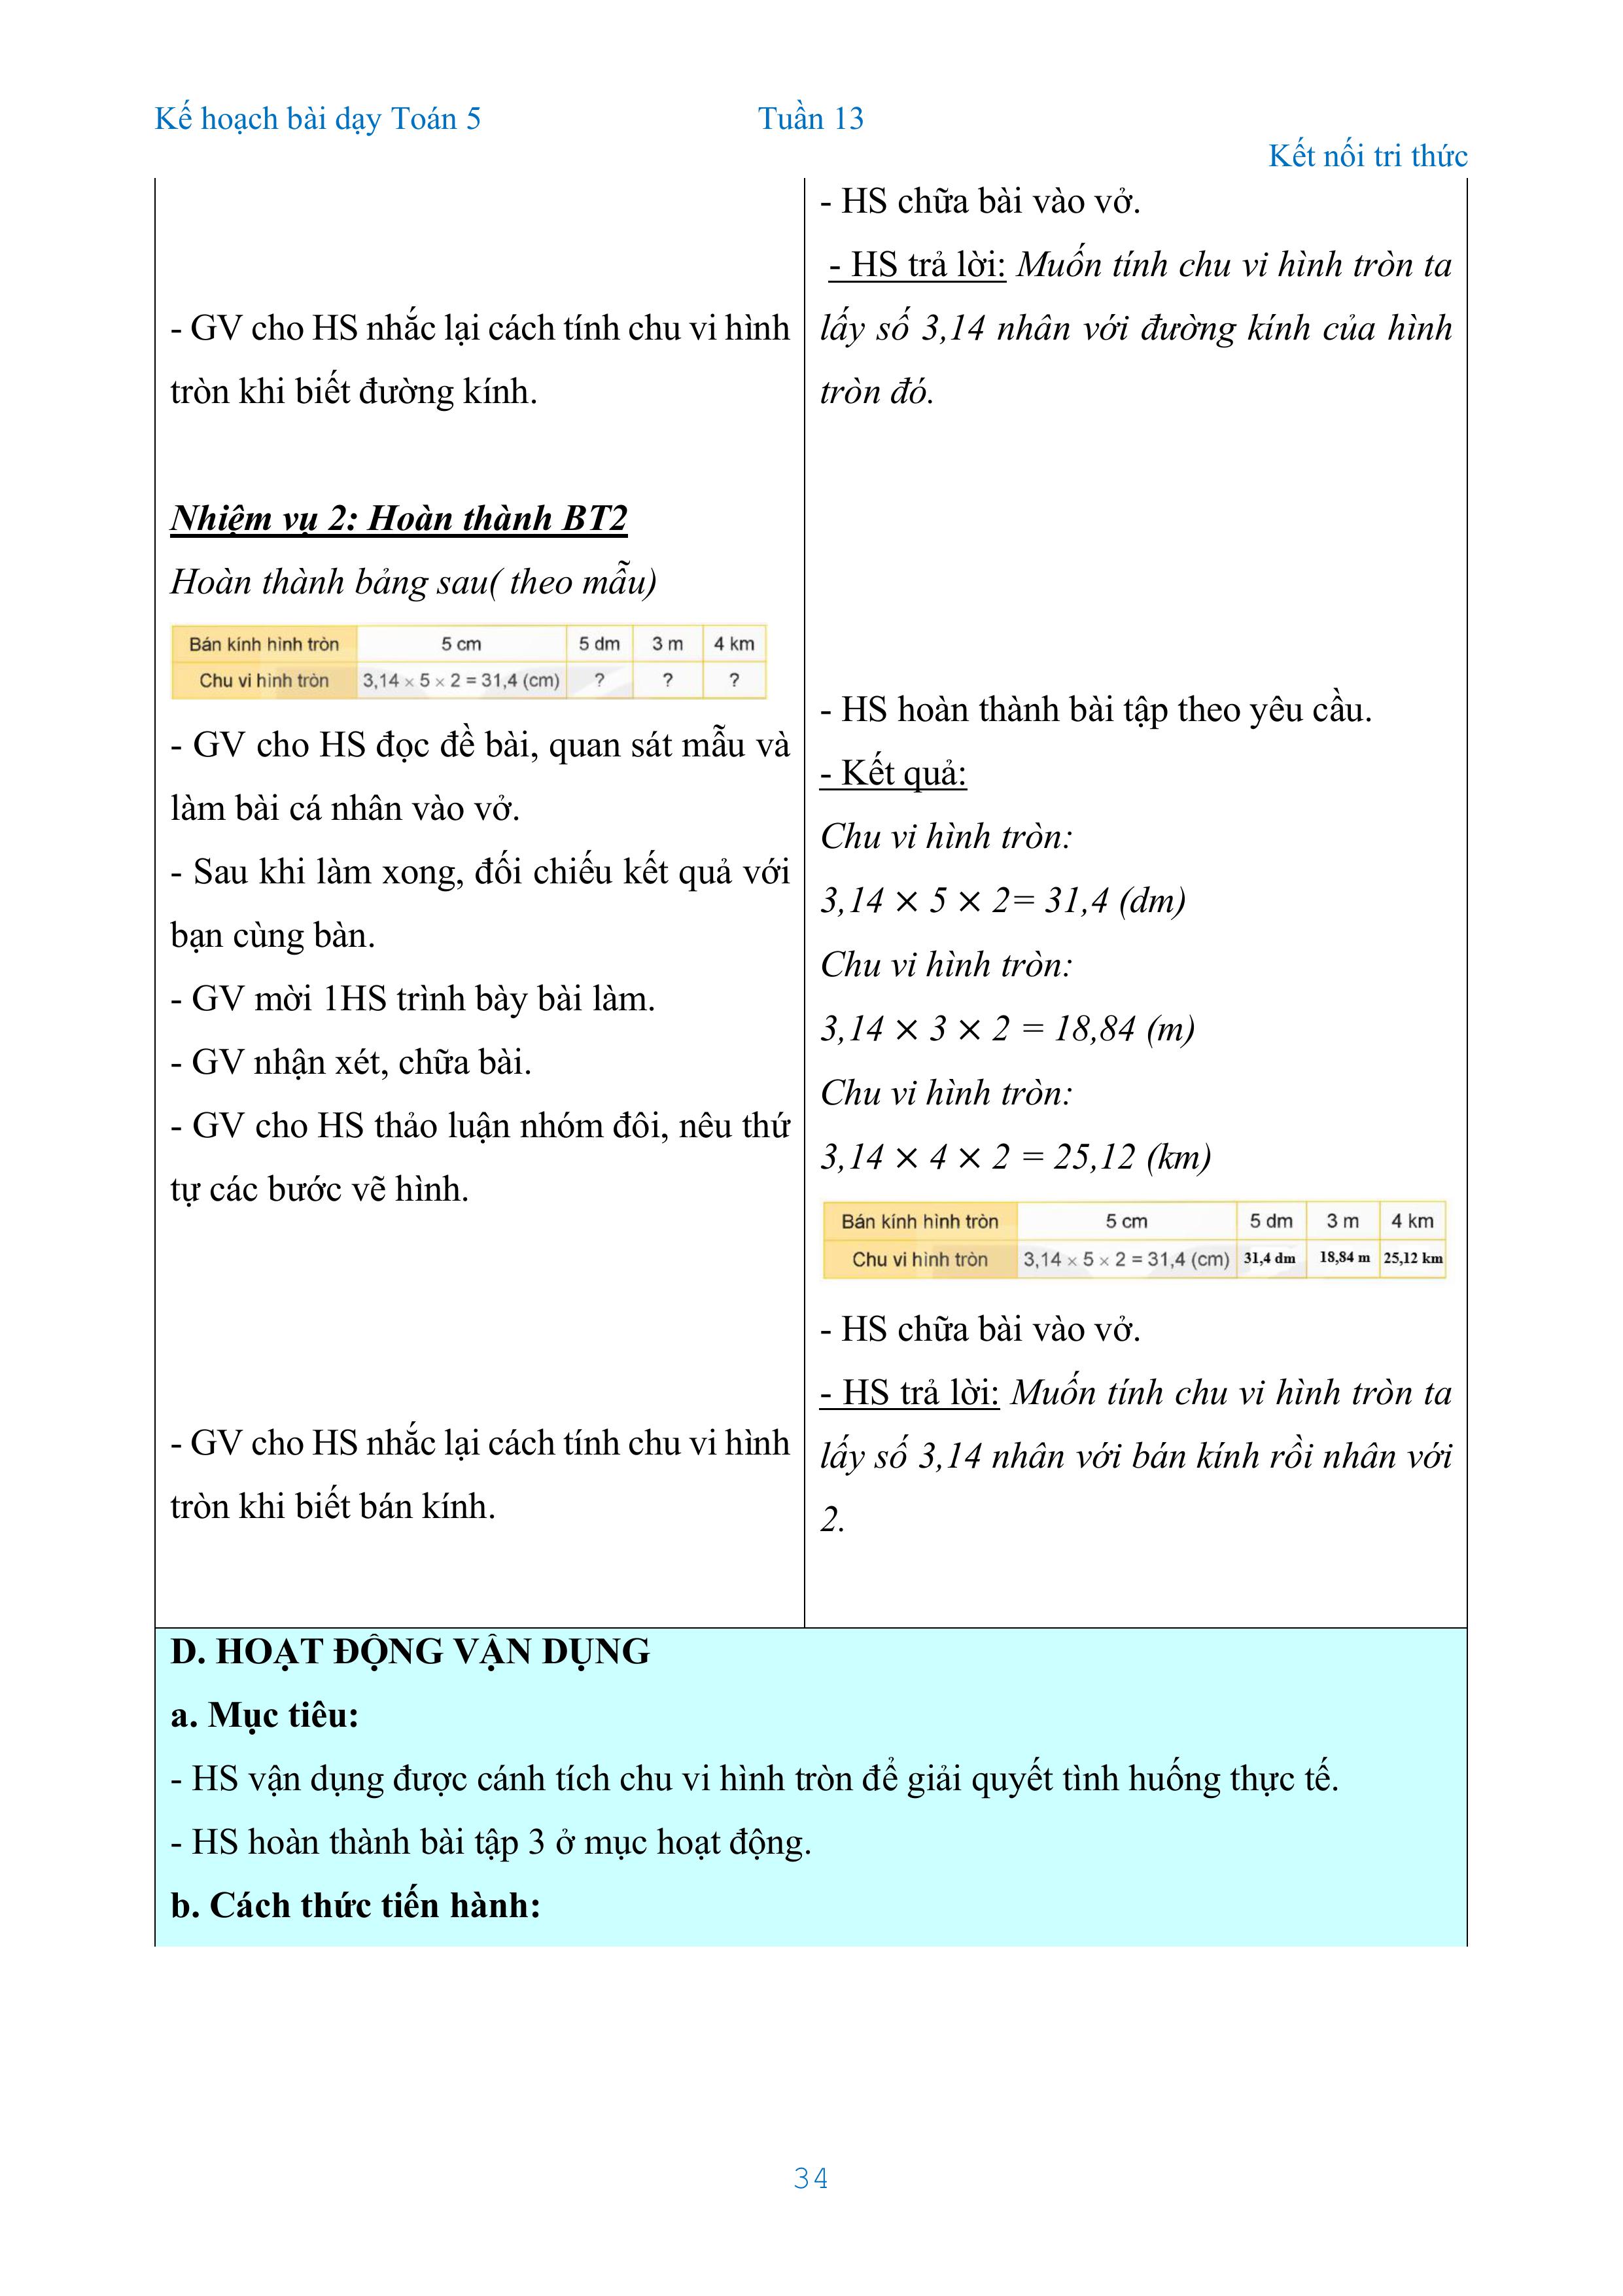 Kế hoạch bài dạy Toán 5 Tuần 13
Kết nối tri thức
- GV cho HS nhắc lại cách tính chu vi hình
tròn khi biết đường kính.
Nhiệm vụ 2: Hoàn thành BT2
Hoàn thành bảng sau( theo mẫu)
Bán kính hình tròn 5 cm 5 dm 3 m 4 km
Chu vi hình tròn 3,14 × 5 × 2 = 31,4 (cm) ? ? ?
- GV cho HS đọc đề bài, quan sát mẫu và
làm bài cá nhân vào vở.
- Sau khi làm xong, đối chiếu kết quả với
bạn cùng bàn.
- GV mời 1HS trình bày bài làm.
- GV nhận xét, chữa bài.
- GV cho HS thảo luận nhóm đôi, nêu thứ
tự các bước vẽ hình.
- GV cho HS nhắc lại cách tính chu vi hình
tròn khi biết bán kính.
- HS chữa bài vào vở.
- HS trả lời: Muốn tính chu vi hình tròn ta
lấy số 3,14 nhân với đường kính của hình
tròn đó.
- HS hoàn thành bài tập theo yêu cầu.
- Kết quả:
Chu vi hình tròn:
3,14 × 5 × 2= 31,4 (dm)
Chu vi hình tròn:
3,14 × 3 × 2 = 18,84 (m)
Chu vi hình tròn:
3,14 × 4 × 2 = 25,12 (km)
Bán kính hình tròn 5 cm 5 dm 3 m 4 km
Chu vi hình tròn 3,14 × 5 × 2 = 31,4 (cm) 31,4 dm 18,84 m 25,12 km
- HS chữa bài vào vở.
- HS trả lời: Muốn tính chu vi hình tròn ta
lấy số 3,14 nhân với bán kính rồi nhân với
2.
D. HOẠT ĐỘNG VẬN DỤNG
a. Mục tiêu:
- HS vận dụng được cánh tích chu vi hình tròn để giải quyết tình huống thực tế.
- HS hoàn thành bài tập 3 ở mục hoạt động.
b. Cách thức tiến hành:
34